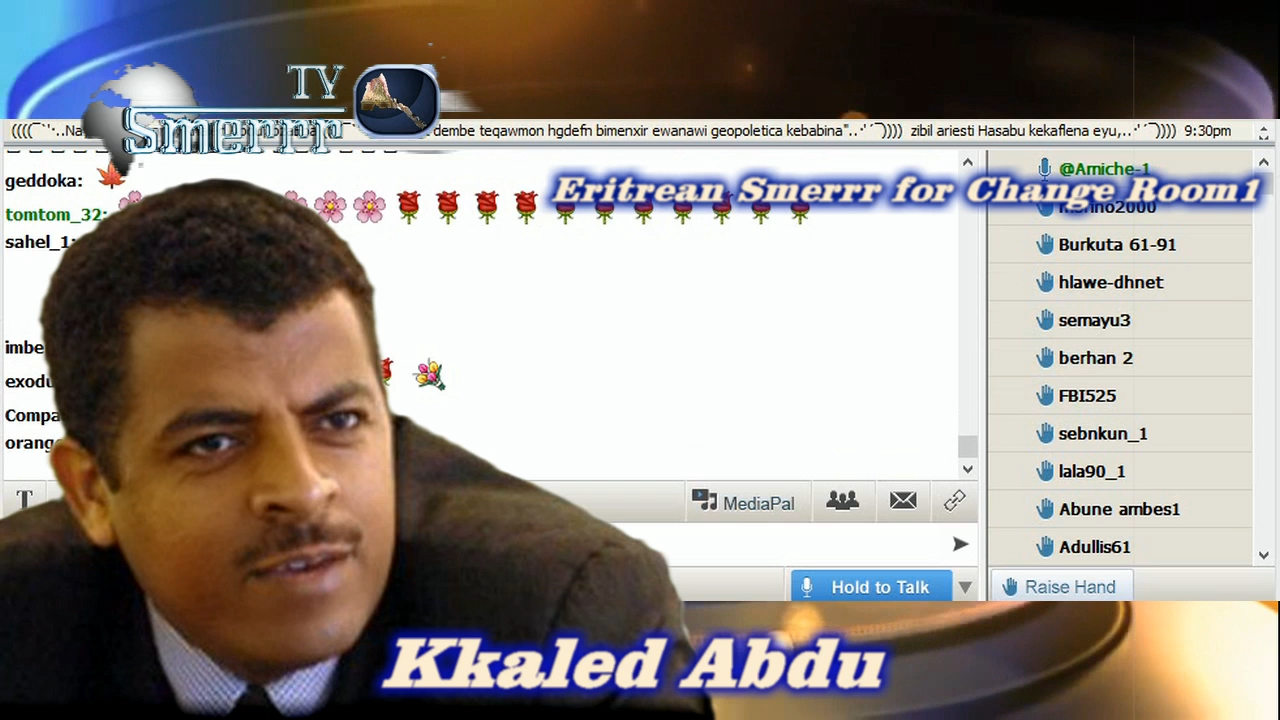 TV
Smerrr
dembe teqawmon hgdefn bimenxir ewanawi geopoletica kebabina"...·'´¯)))) zibil ariesti Hasabu kekaflena eyu,...·'´¯)))) 9:30pm
geddoka:
tomtom_32:
sahel_1:
imbe
exodu
Compa
orang
T
MediaPal
Hold to Talk
Eritrean Smerrr for Change Room1
@Amiche-1
merino2000
Burkuta 61-91
hlawe-dhnet
semayu3
berhan 2
FBI525
sebnkun_1
lala90_1
Abune ambes1
Adullis61
Raise Hand
Kkaled Abdu